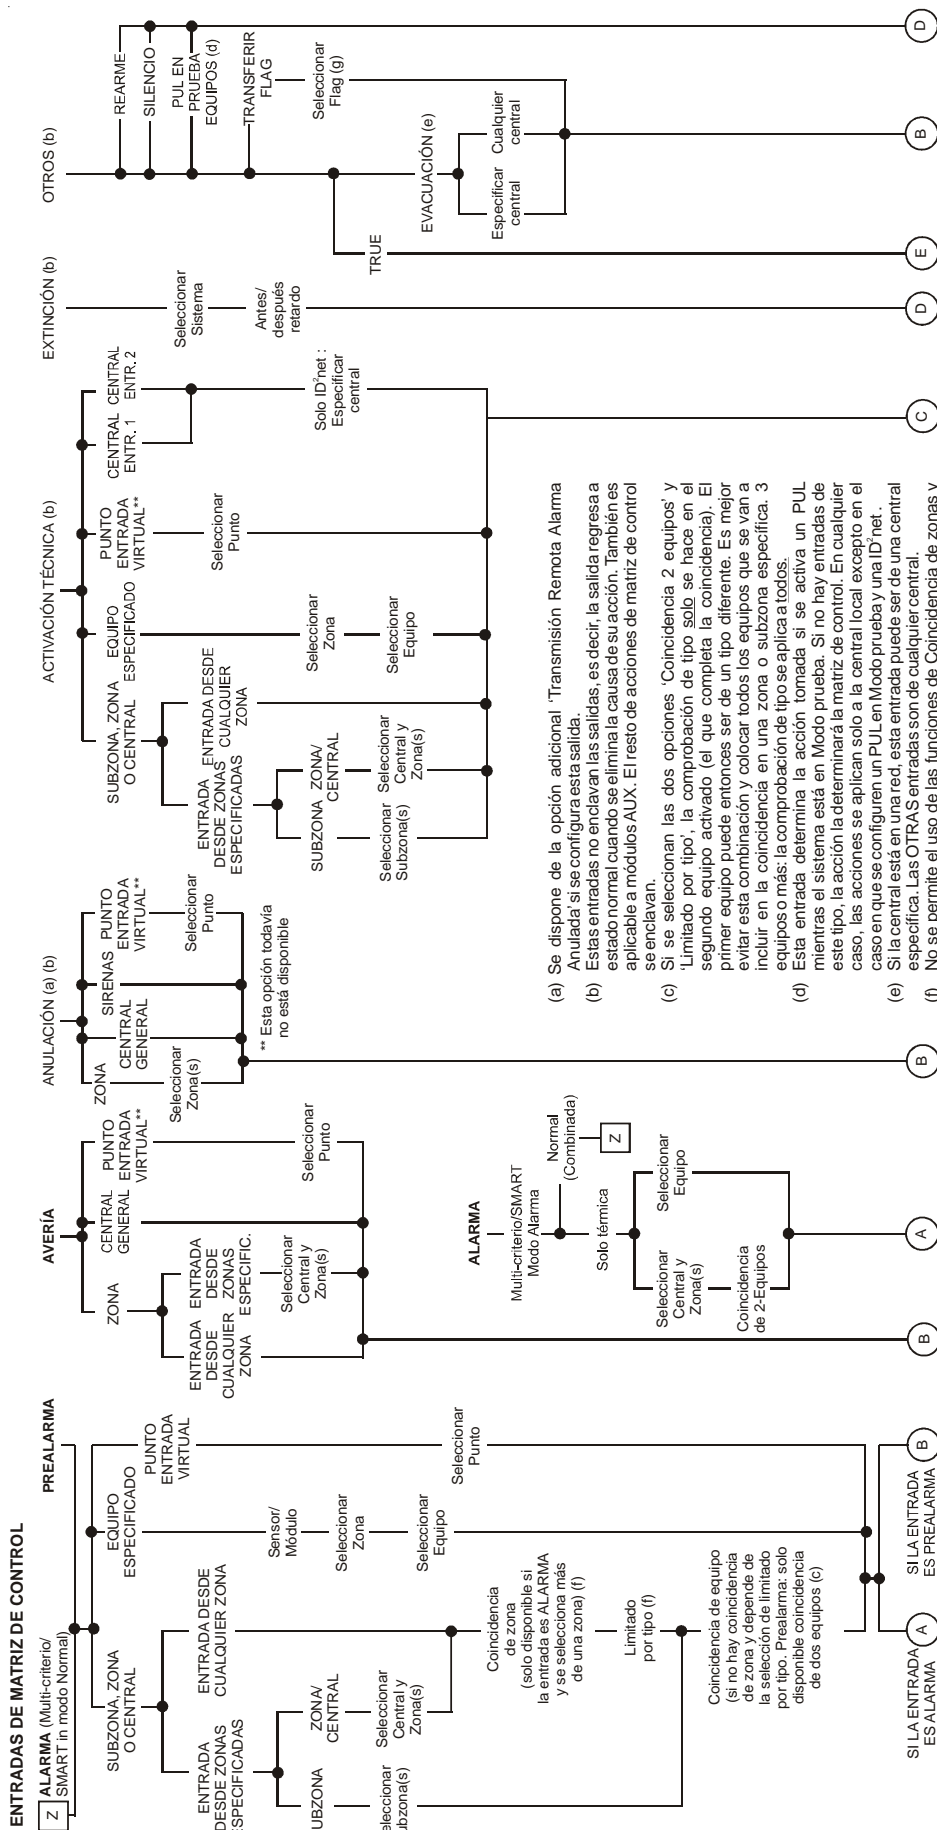 ENTRADAS DE MATRIZ DE CONTROL
Z
ALARMA (Multi-criterio/
SMART in modo Normal)
PREALARMA
SUBZONA, ZONA
O CENTRAL
EQUIPO
ESPECIFICADO
PUNTO
ENTRADA
VIRTUAL
ENTRADA
DESDE ZONAS
ESPECIFICADAS
ENTRADA DESDE
CUALQUIER ZONA
Sensor/
Módulo
Seleccionar
Zona
Seleccionar
Equipo
Seleccionar
Punto
SUBZONA
ZONA/
CENTRAL
Seleccionar
Subzona(s)
Seleccionar
Central y
Zona(s)
Coincidencia
de zona
(solo disponible si
la entrada es ALARMA
y se selecciona más
de una zona) (f)
Limitado
por tipo (f)
Coincidencia de equipo
(si no hay coincidencia
de zona y depende de
la selección de limitado
por tipo. Prealarma: solo
disponible coincidencia
de dos equipos (c)
SI LA ENTRADA
ES ALARMA
A
SI LA ENTRADA
ES PREALARMA
B
AVERÍA
ZONA
CENTRAL
GENERAL
PUNTO
ENTRADA
VIRTUAL**
ENTRADA
DESDE
CUALQUIER
ZONA
ENTRADA
DESDE
ZONAS
ESPECIFIC.
Seleccionar
Central y
Zona(s)
Seleccionar
Punto
B
ALARMA
Multi-criterio/SMART
Modo Alarma
Normal
(Combinada)
Z
Solo térmica
Seleccionar
Central y
Zona(s)
Coincidencia
de 2-Equipos
Seleccionar
Equipo
A
ANULACIÓN (a) (b)
ZONA
CENTRAL
GENERAL
SIRENAS
PUNTO
ENTRADA
VIRTUAL**
Seleccionar
Zona(s)
Seleccionar
Punto
** Esta opción todavía
no está disponible
B
ACTIVACIÓN TÉCNICA (b)
SUBZONA, ZONA
O CENTRAL
EQUIPO
ESPECIFICADO
PUNTO
ENTRADA
VIRTUAL**
CENTRAL
ENTR. 1
CENTRAL
ENTR. 2
ENTRADA
DESDE ZONAS
ESPECIFICADAS
ENTRADA DESDE
CUALQUIER
ZONA
Seleccionar
Zona
Seleccionar
Equipo
Seleccionar
Punto
Solo ID²net :
Especificar
central
SUBZONA
ZONA/
CENTRAL
Seleccionar
Subzona(s)
Seleccionar
Central y
Zona(s)
C
EXTINCIÓN (b)
Seleccionar
Sistema
Antes/
después
retardo
D
OTROS (b)
REARME
SILENCIO
PUL EN
PRUEBA
EQUIPOS (d)
TRANSFERIR
FLAG
Seleccionar
Flag (g)
TRUE
EVACUACIÓN (e)
Especificar
central
Cualquier
central
E
B
D
(a) Se dispone de la opción adicional 'Transmisión Remota Alarma
Anulada' si se configura esta salida.
(b) Estas entradas no enclavan las salidas, es decir, la salida regresa a
estado normal cuando se elimina la causa de su acción. También es
aplicable a módulos AUX. El resto de acciones de matriz de control
se enclavan.
(c) Si se seleccionan las dos opciones 'Coincidencia 2 equipos' y
'Limitado por tipo', la comprobación de tipo solo se hace en el
segundo equipo activado (el que completa la coincidencia). El
primer equipo puede entonces ser de un tipo diferente. Es mejor
evitar esta combinación y colocar todos los equipos que se van a
incluir en la coincidencia en una zona o subzona específica. 3
equipos o más: la comprobación de tipo se aplica a todos.
(d) Esta entrada determina la acción tomada si se activa un PUL
mientras el sistema está en Modo prueba. Si no hay entradas de
este tipo, la acción la determinará la matriz de control. En cualquier
caso, las acciones se aplican solo a la central local excepto en el
caso en que se configuren un PUL en Modo prueba y una ID²net .
(e) Si la central está en una red, esta entrada puede ser de una central
específica. Las OTRAS entradas son de cualquier central.
(f) No se permite el uso de las funciones de Coincidencia de zonas y